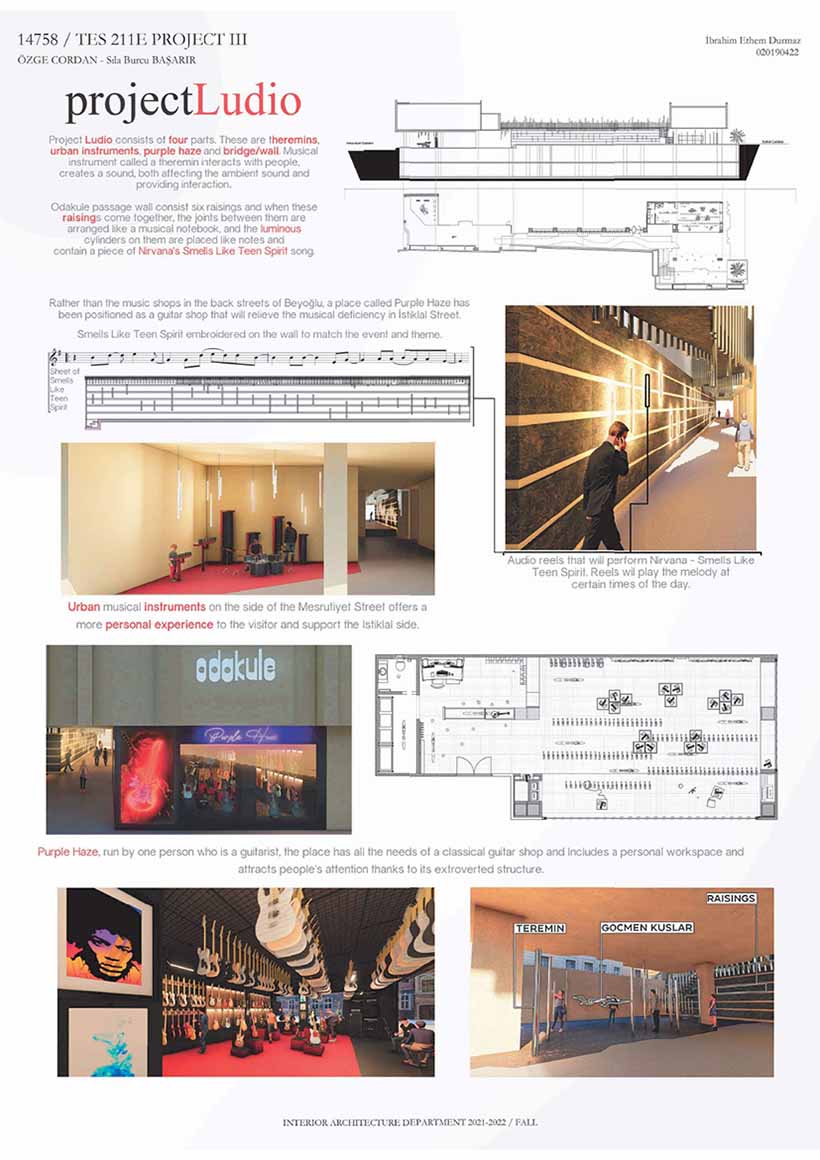 14758 / TES 211E PROJECT III
ÖZGE CORDAN - Sıla Burcu BAŞARIR
İbrahim Ethem Durmaz
020190422
projectLudio
Project Ludio consists of four parts. These are theremins,
urban instruments, purple haze and bridge/wall. Musical
instrument called a theremin interacts with people,
creates a sound, both affecting the ambient sound and
providing interaction.
Odakule passage wall consist six raisings and when these
raisings come together, the joints between them are
arranged like a musical notebook, and the luminous
cylinders on them are placed like notes and
contain a piece of Nirvana's Smells Like Teen Spirit song.
Rather than the music shops in the back streets of Beyoğlu, a place called Purple Haze has
been positioned as a guitar shop that will relieve the musical deficiency in İstiklal Street.
Smells Like Teen Spirit embroidered on the wall to match the event and theme.
Sheet of
Smells
Like
Teen
Spirit
Audio reels that will perform Nirvana - Smells Like
Teen Spirit. Reels wil play the melody at
certain times of the day.
Urban musical instruments on the side of the Mesrutiyet Street offers a
more personal experience to the visitor and support the Istiklal side.
odakule
Purple Haze
Purple Haze, run by one person who is a guitarist, the place has all the needs of a classical guitar shop and includes a personal workspace and
attracts people's attention thanks to its extroverted structure.
RAISINGS
TEREMIN
GOCMEN KUSLAR
INTERIOR ARCHITECTURE DEPARTMENT 2021-2022 / FALL